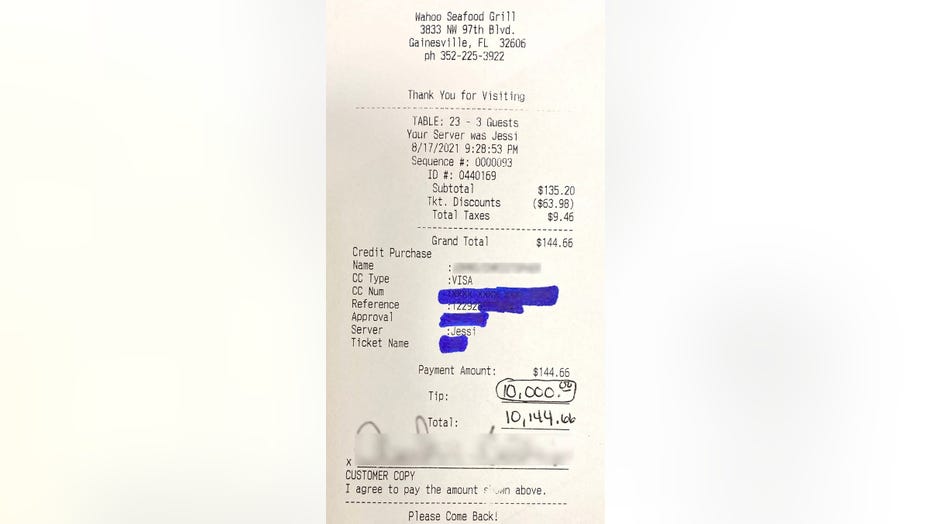 Wahoo Seafood Grill
3833 NW 97th Blvd.
Gainesville, FL 32606
ph 352-225-3922
Thank You for Visiting
TABLE: 23 - 3 Guests
Your Server was Jessi
8/17/2021 9:28:53 PM
Sequence #: 0000093
ID #: 0440169
Subtotal $135.20
Tkt. Discounts ($63.98)
Total Taxes $9.46
Grand Total $144.66
Credit Purchase
Name :
CC Type :VISA
CC Num
Reference :12292
Approval
Server :Jessi
Ticket Name
Payment Amount: $144.66
Tip: 10,000.00
Total: 10,144.66
x
CUSTOMER COPY
I agree to pay the amount shown above.
Please Come Back!